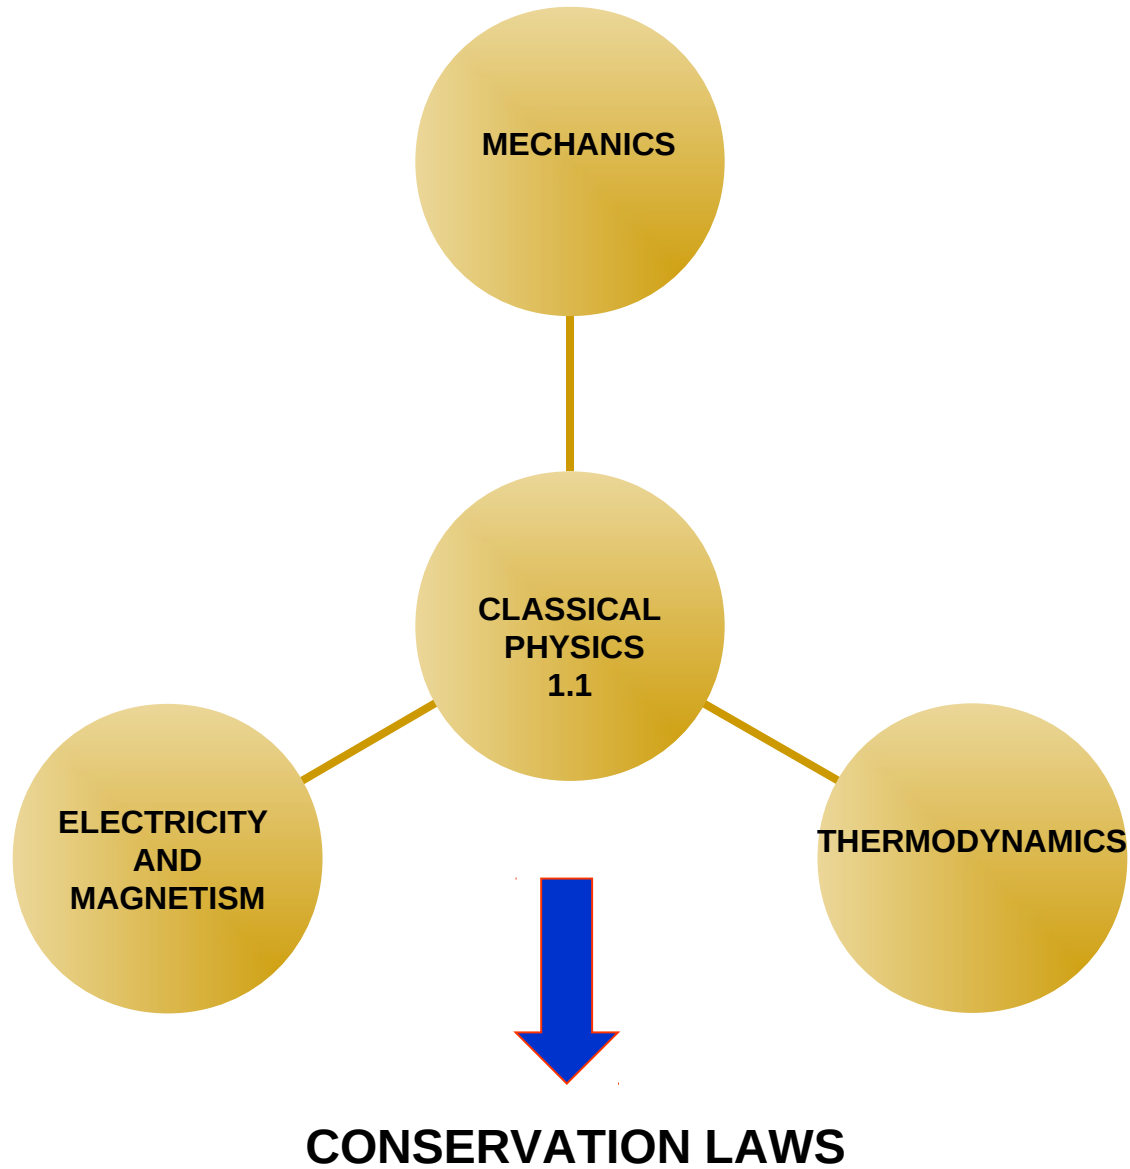 MECHANICS
CLASSICAL
PHYSICS
1.1
ELECTRICITY
AND
MAGNETISM
THERMODYNAMICS
CONSERVATION LAWS